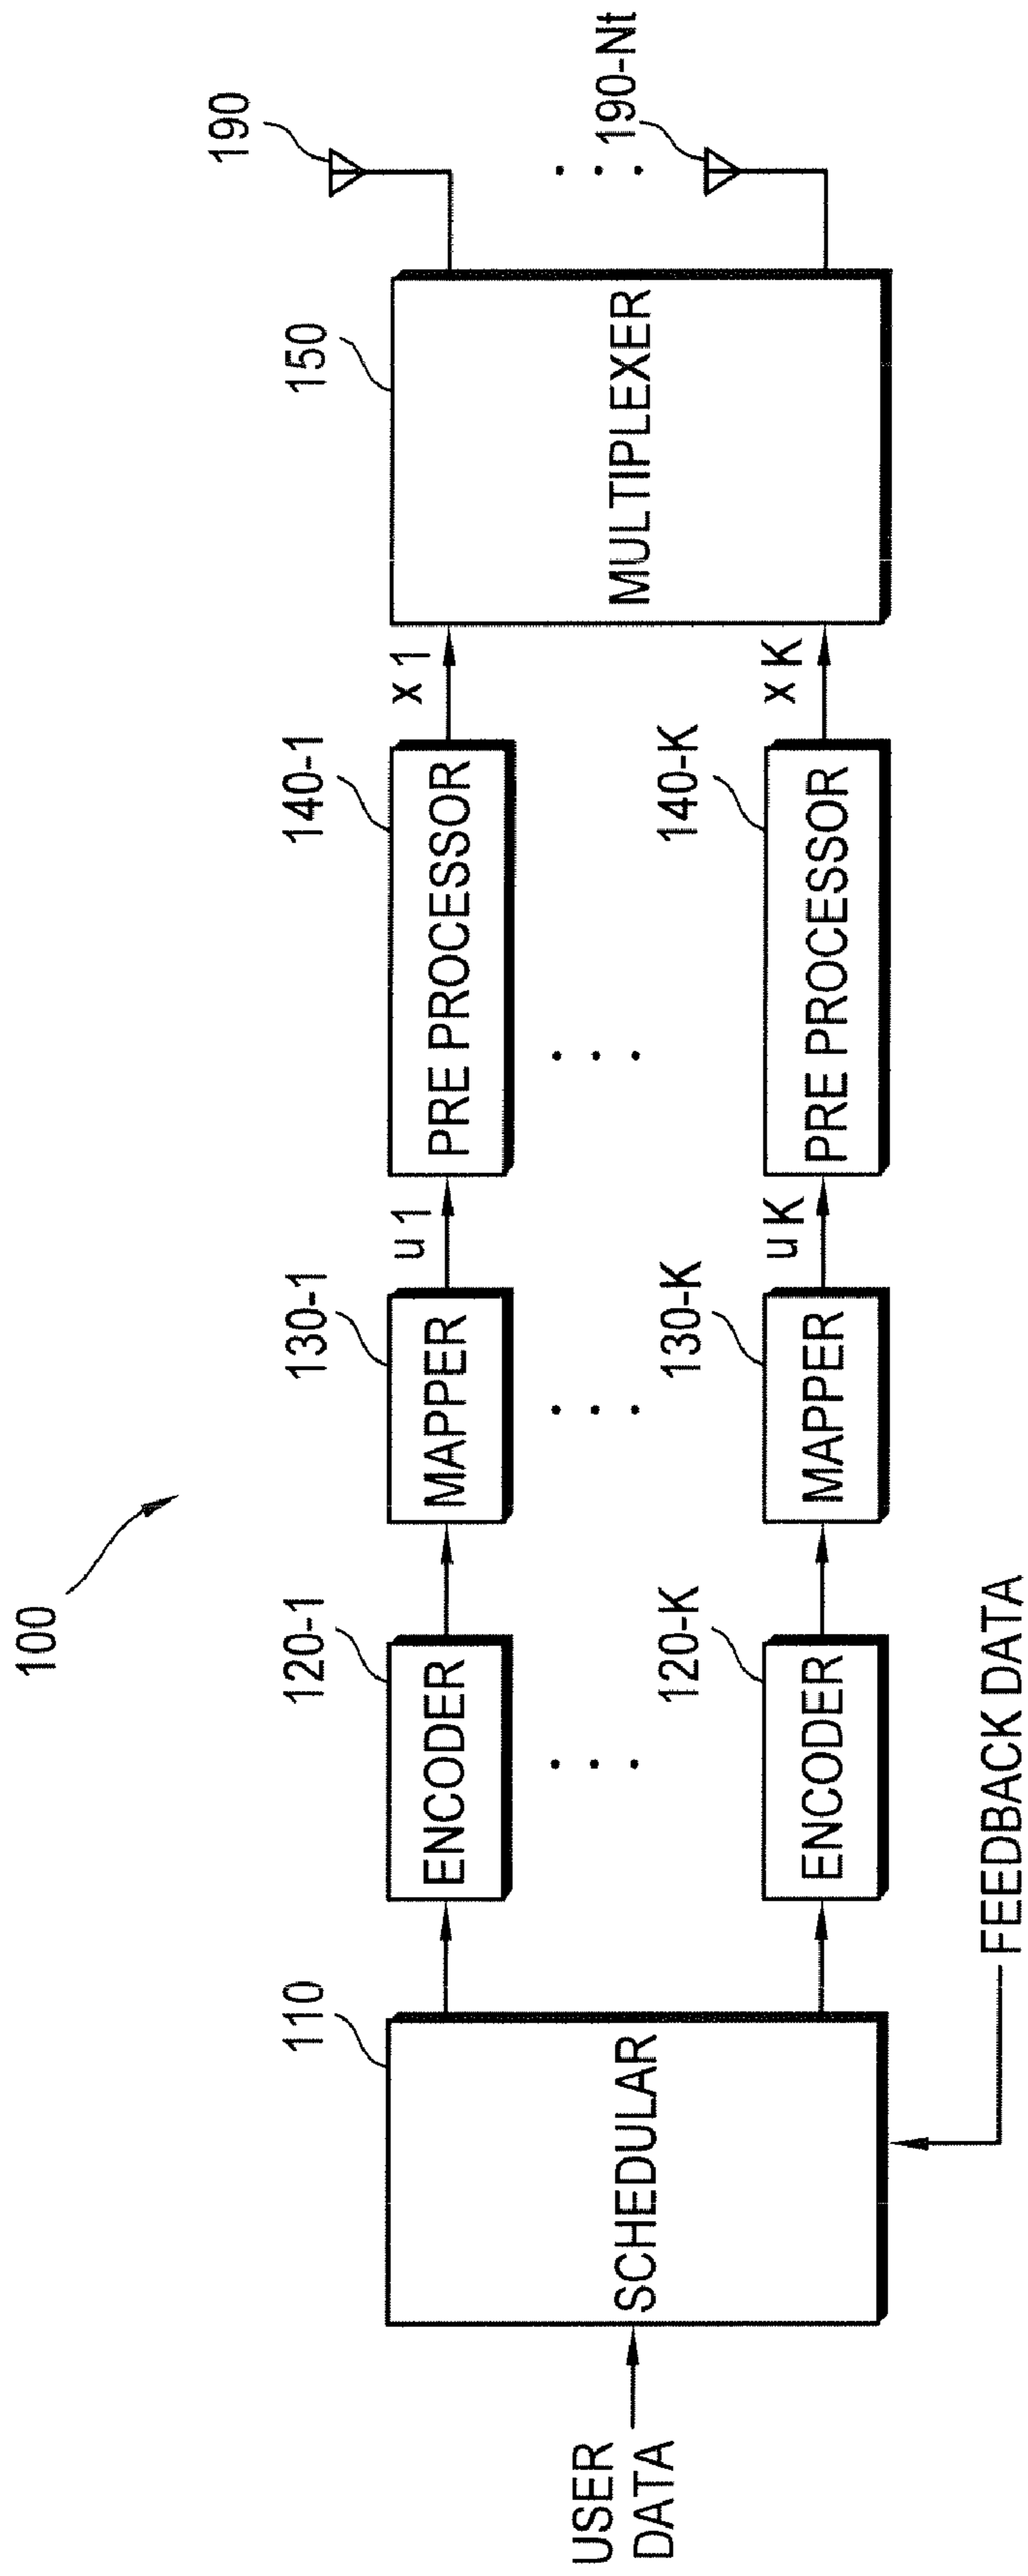 100
110
120-1
130-1
140-1
150
190
USER
DATA
SCHEDULAR
ENCODER
MAPPER
u 1
PRE PROCESSOR
x 1
MULTIPLEXER
. . .
. . .
. . .
. . .
120-K
130-K
140-K
190-Nt
ENCODER
MAPPER
u K
PRE PROCESSOR
x K
FEEDBACK DATA